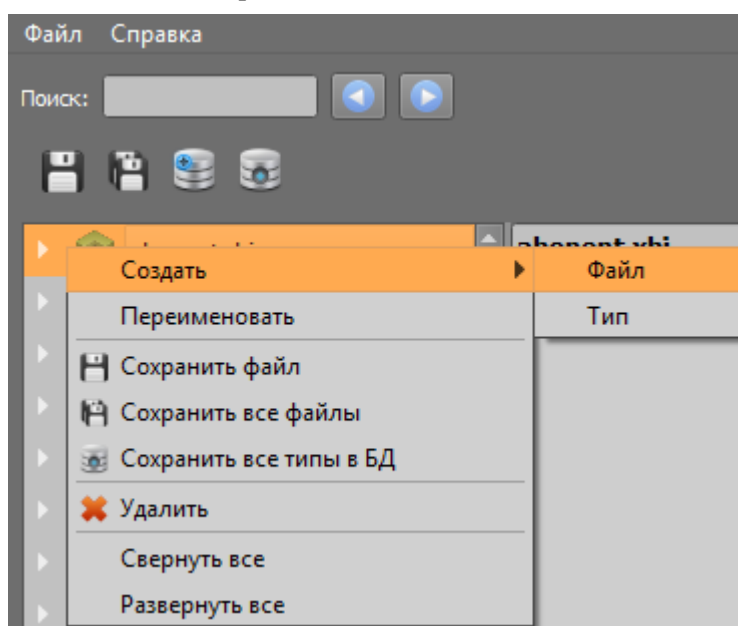 Файл Справка
Поиск:
Создать Файл
Переименовать Тип
Сохранить файл
Сохранить все файлы
Сохранить все типы в БД
Удалить
Свернуть все
Развернуть все